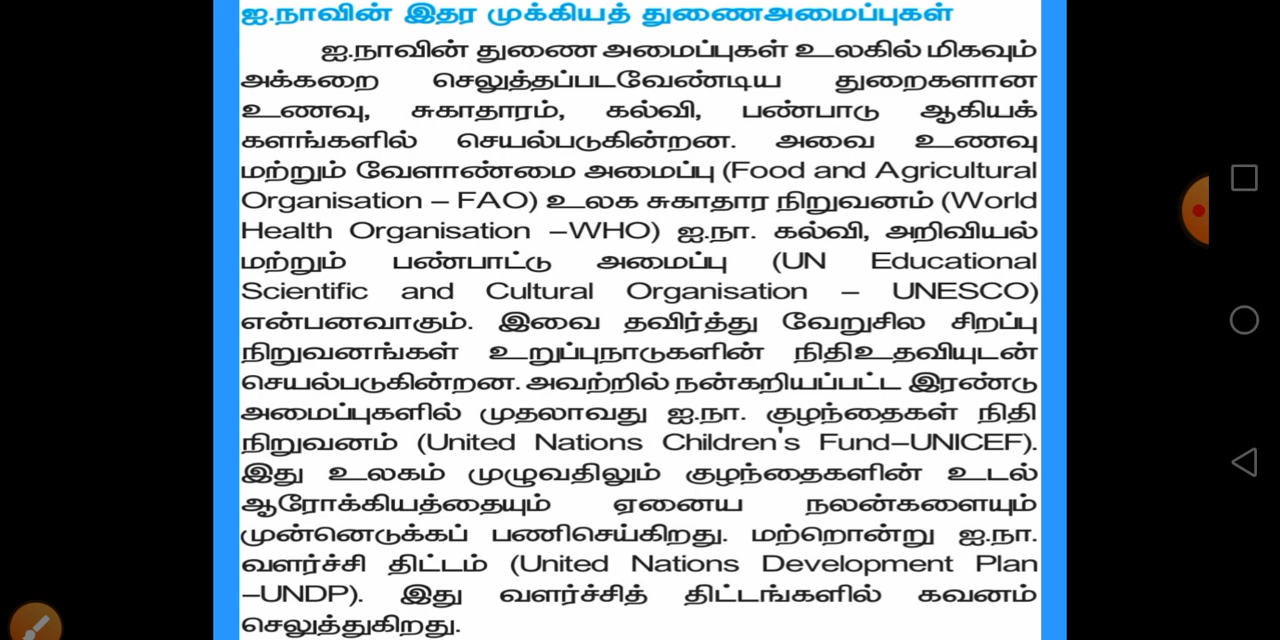 ஐ.நாவின் இதர முக்கியத் துணைஅமைப்புகள்
ஐ.நாவின் துணை அமைப்புகள் உலகில் மிகவும்
அக்கறை செலுத்தப்படவேண்டிய துறைகளான
உணவு, சுகாதாரம், கல்வி, பண்பாடு ஆகியக்
களங்களில் செயல்படுகின்றன. அவை உணவு
மற்றும் வேளாண்மை அமைப்பு (Food and Agricultural
Organisation – FAO) உலக சுகாதார நிறுவனம் (World
Health Organisation –WHO) ஐ.நா. கல்வி, அறிவியல்
மற்றும் பண்பாட்டு அமைப்பு (UN Educational
Scientific and Cultural Organisation – UNESCO)
என்பனவாகும். இவை தவிர்த்து வேறுசில சிறப்பு
நிறுவனங்கள் உறுப்புநாடுகளின் நிதிஉதவியுடன்
செயல்படுகின்றன. அவற்றில் நன்கறியப்பட்ட இரண்டு
அமைப்புகளில் முதலாவது ஐ.நா. குழந்தைகள் நிதி
நிறுவனம் (United Nations Children's Fund–UNICEF).
இது உலகம் முழுவதிலும் குழந்தைகளின் உடல்
ஆரோக்கியத்தையும் ஏனைய நலன்களையும்
முன்னெடுக்கப் பணிசெய்கிறது. மற்றொன்று ஐ.நா.
வளர்ச்சி திட்டம் (United Nations Development Plan
–UNDP). இது வளர்ச்சித் திட்டங்களில் கவனம்
செலுத்துகிறது.